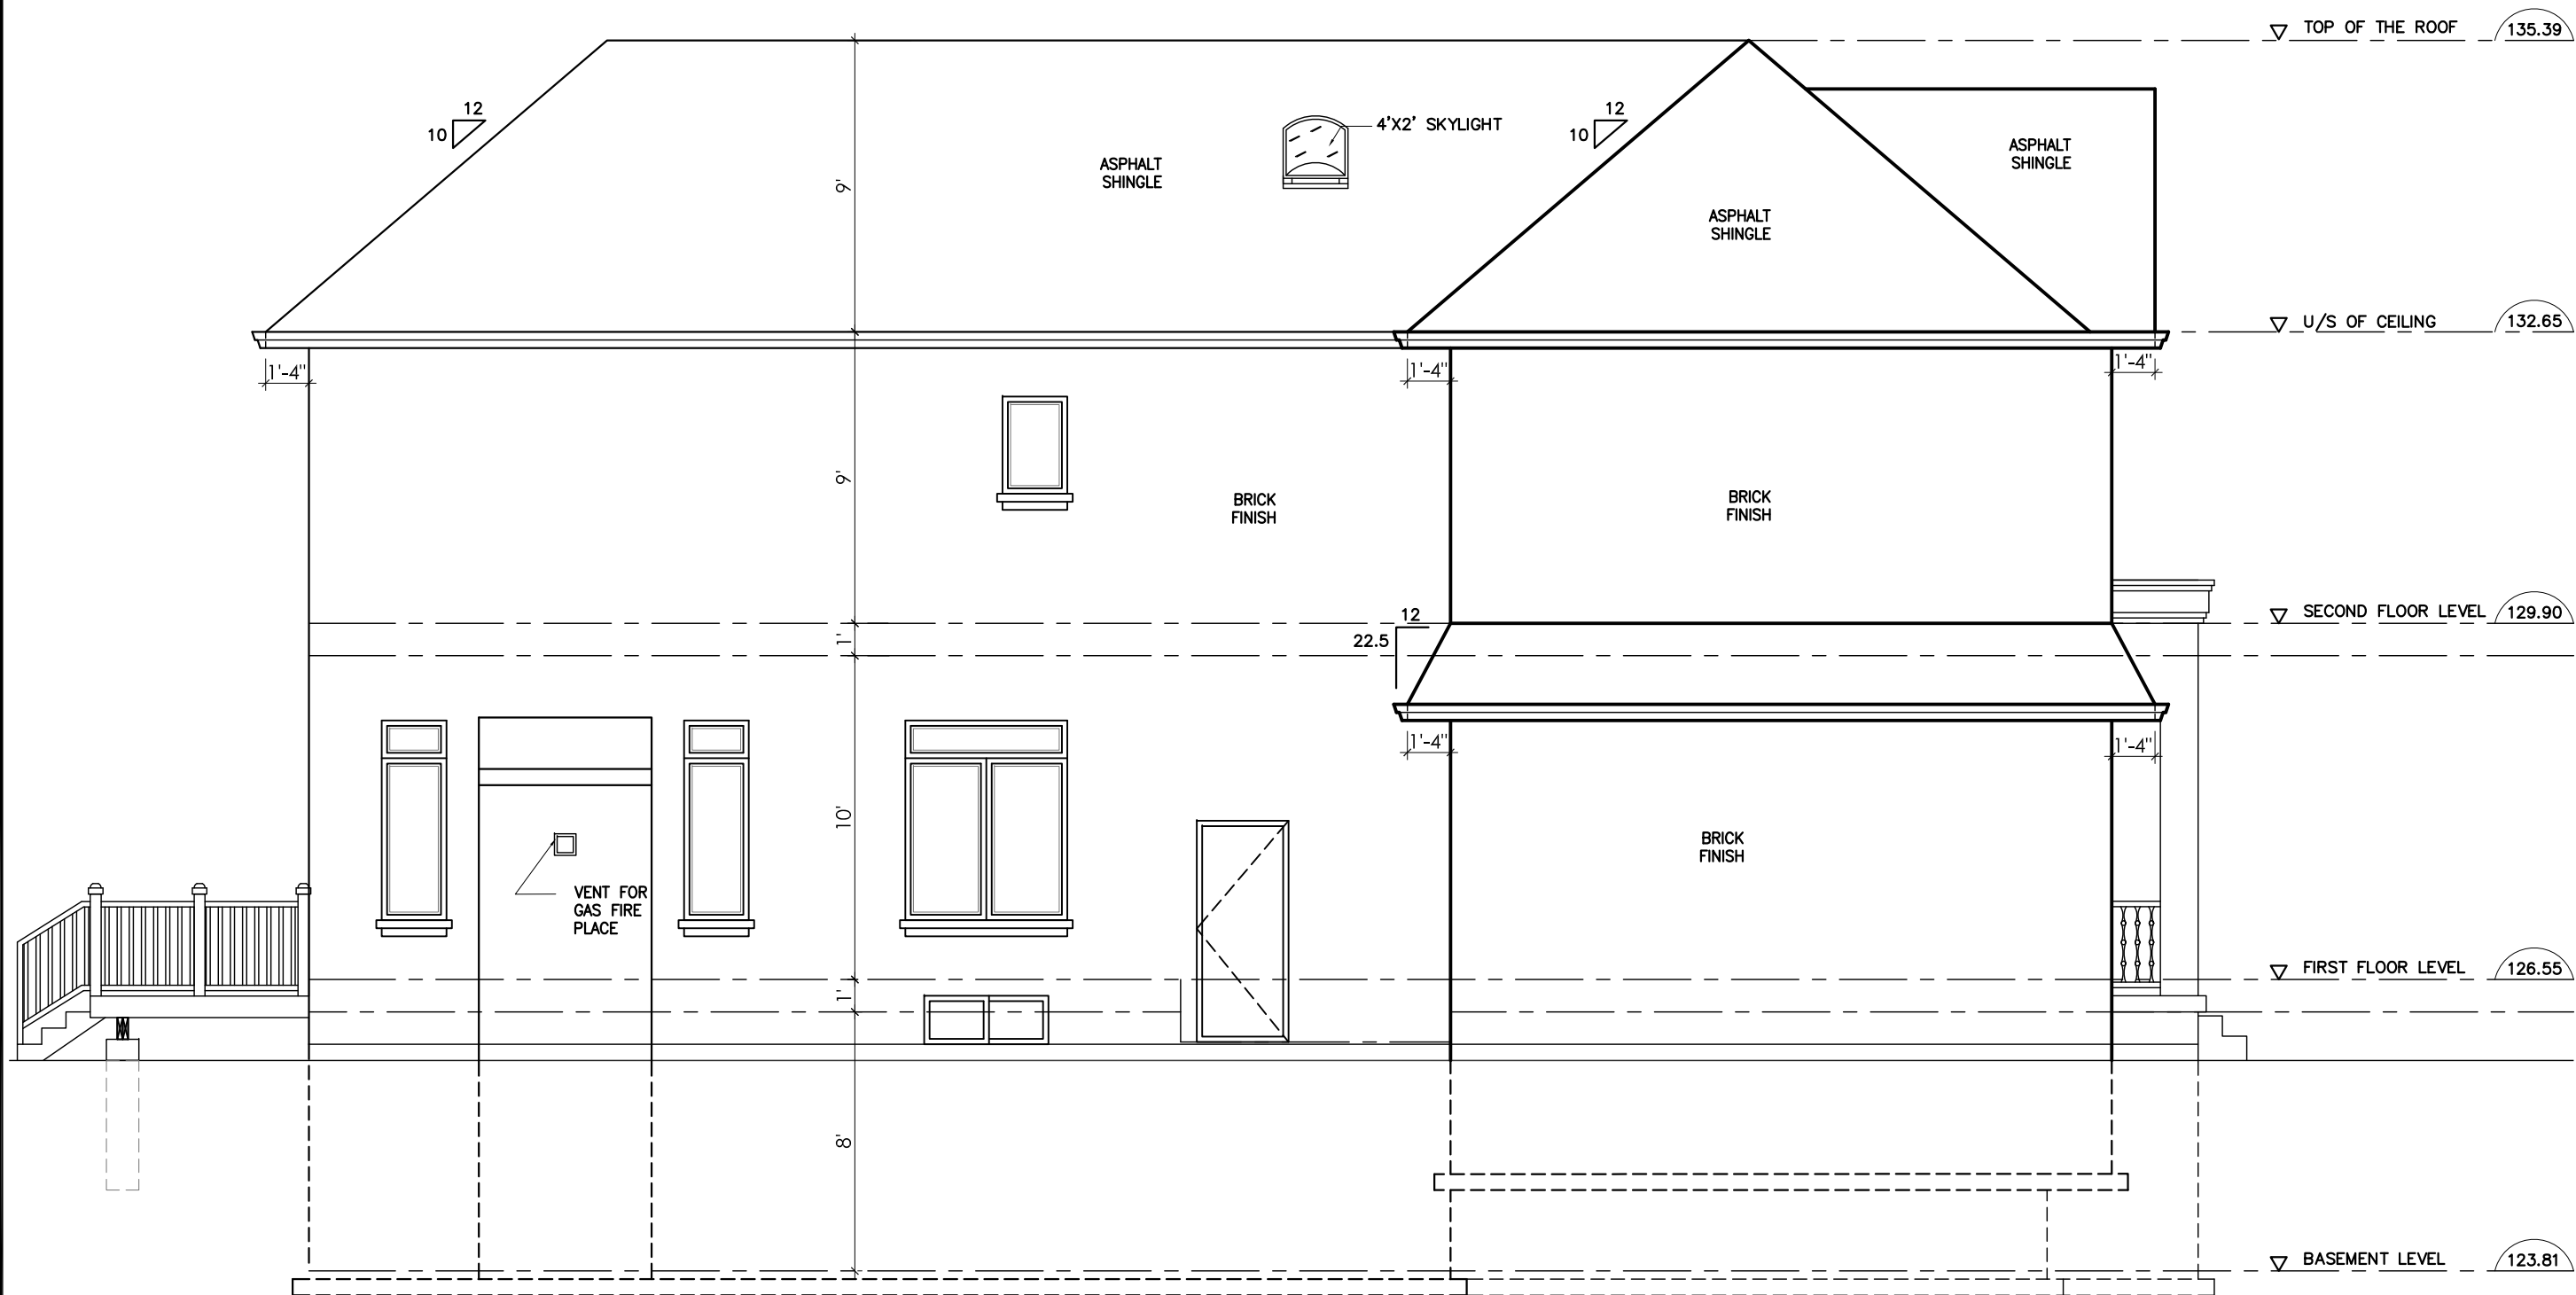 TOP OF THE ROOF 135.39
12
10
4'X2' SKYLIGHT
12
10
ASPHALT
SHINGLE
ASPHALT
SHINGLE
ASPHALT
SHINGLE
9'
U/S OF CEILING 132.65
1'-4"
1'-4"
1'-4"
9'
BRICK
FINISH
BRICK
FINISH
SECOND FLOOR LEVEL 129.90
12
22.5
1'
1'-4"
1'-4"
10'
BRICK
FINISH
VENT FOR
GAS FIRE
PLACE
FIRST FLOOR LEVEL 126.55
1'
8'
BASEMENT LEVEL 123.81